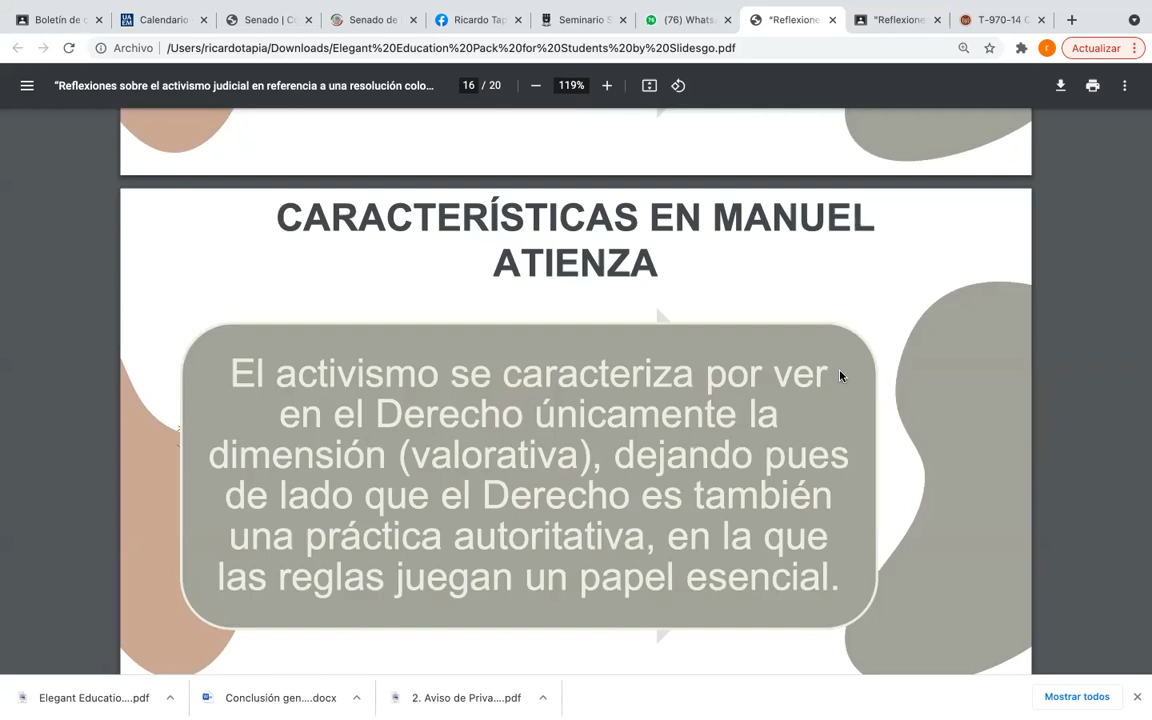 Boletín de c
Calendario
Senado | C
Senado de
Ricardo Tap
Seminario S
(76) Whats
"Reflexione
"Reflexione
T-970-14 C
Archivo
/Users/ricardotapia/Downloads/Elegant%20Education%20Pack%20for%20Students%20by%20Slidesgo.pdf
r
Actualizar
"Reflexiones sobre el activismo judicial en referencia a una resolución colo...
16 / 20
119%
CARACTERÍSTICAS EN MANUEL
ATIENZA
El activismo se caracteriza por ver
en el Derecho únicamente la
dimensión (valorativa), dejando pues
de lado que el Derecho es también
una práctica autoritativa, en la que
las reglas juegan un papel esencial.
Elegant Educatio....pdf
Conclusión gen....docx
2. Aviso de Priva....pdf
Mostrar todos